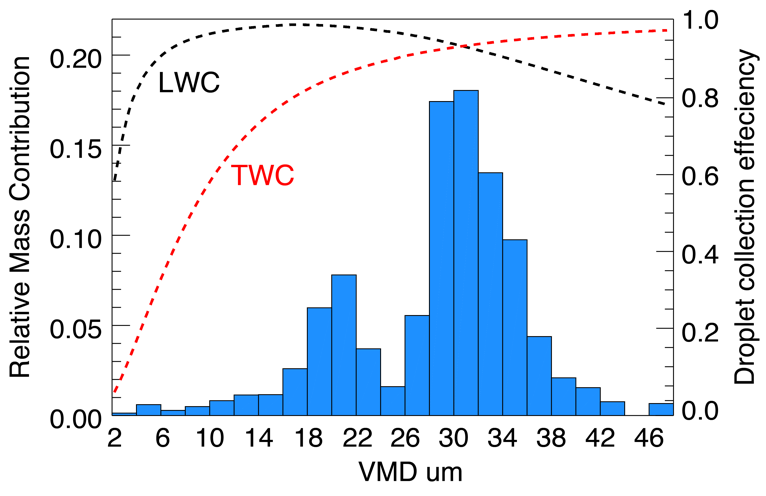 Relative Mass Contribution
0.20
0.15
0.10
0.05
0.00
LWC
TWC
1.0
0.8
0.6
0.4
0.2
0.0
Droplet collection effeciency
2 6 10 14 18 22 26 30 34 38 42 46
VMD um